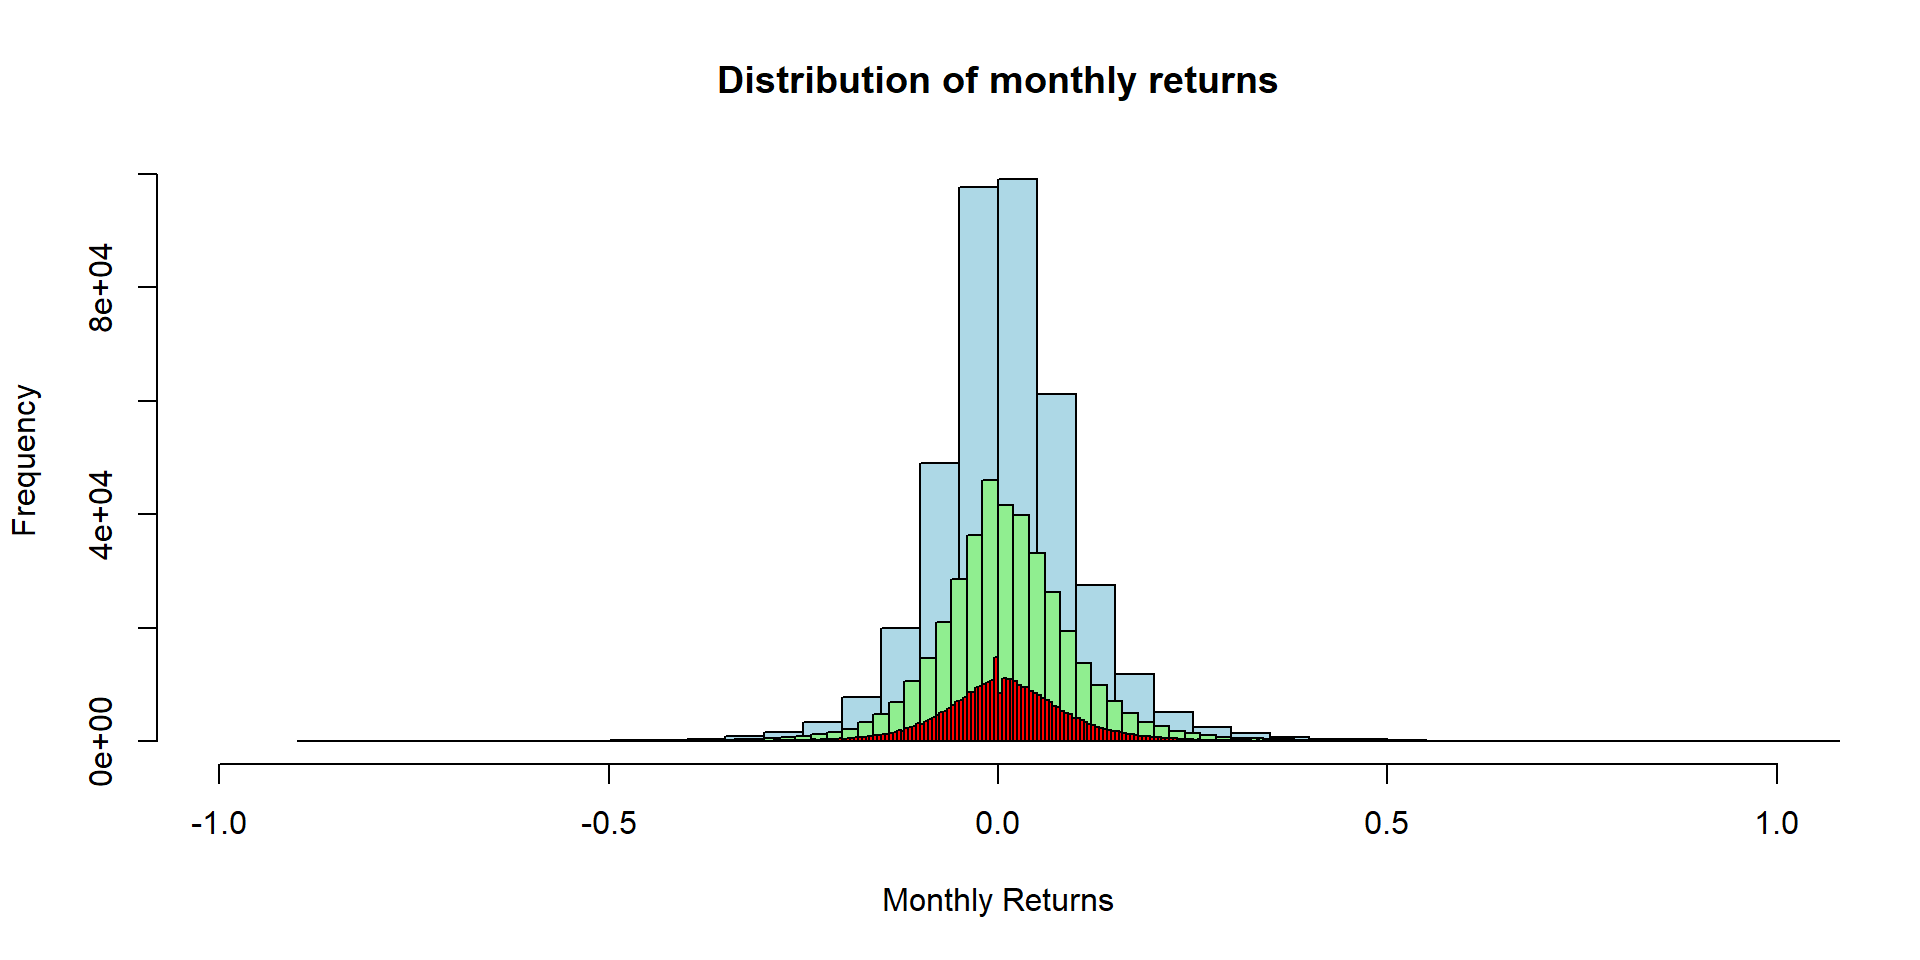 Distribution of monthly returns
Frequency
8e+04
4e+04
0e+00
-1.0
-0.5
0.0
0.5
1.0
Monthly Returns